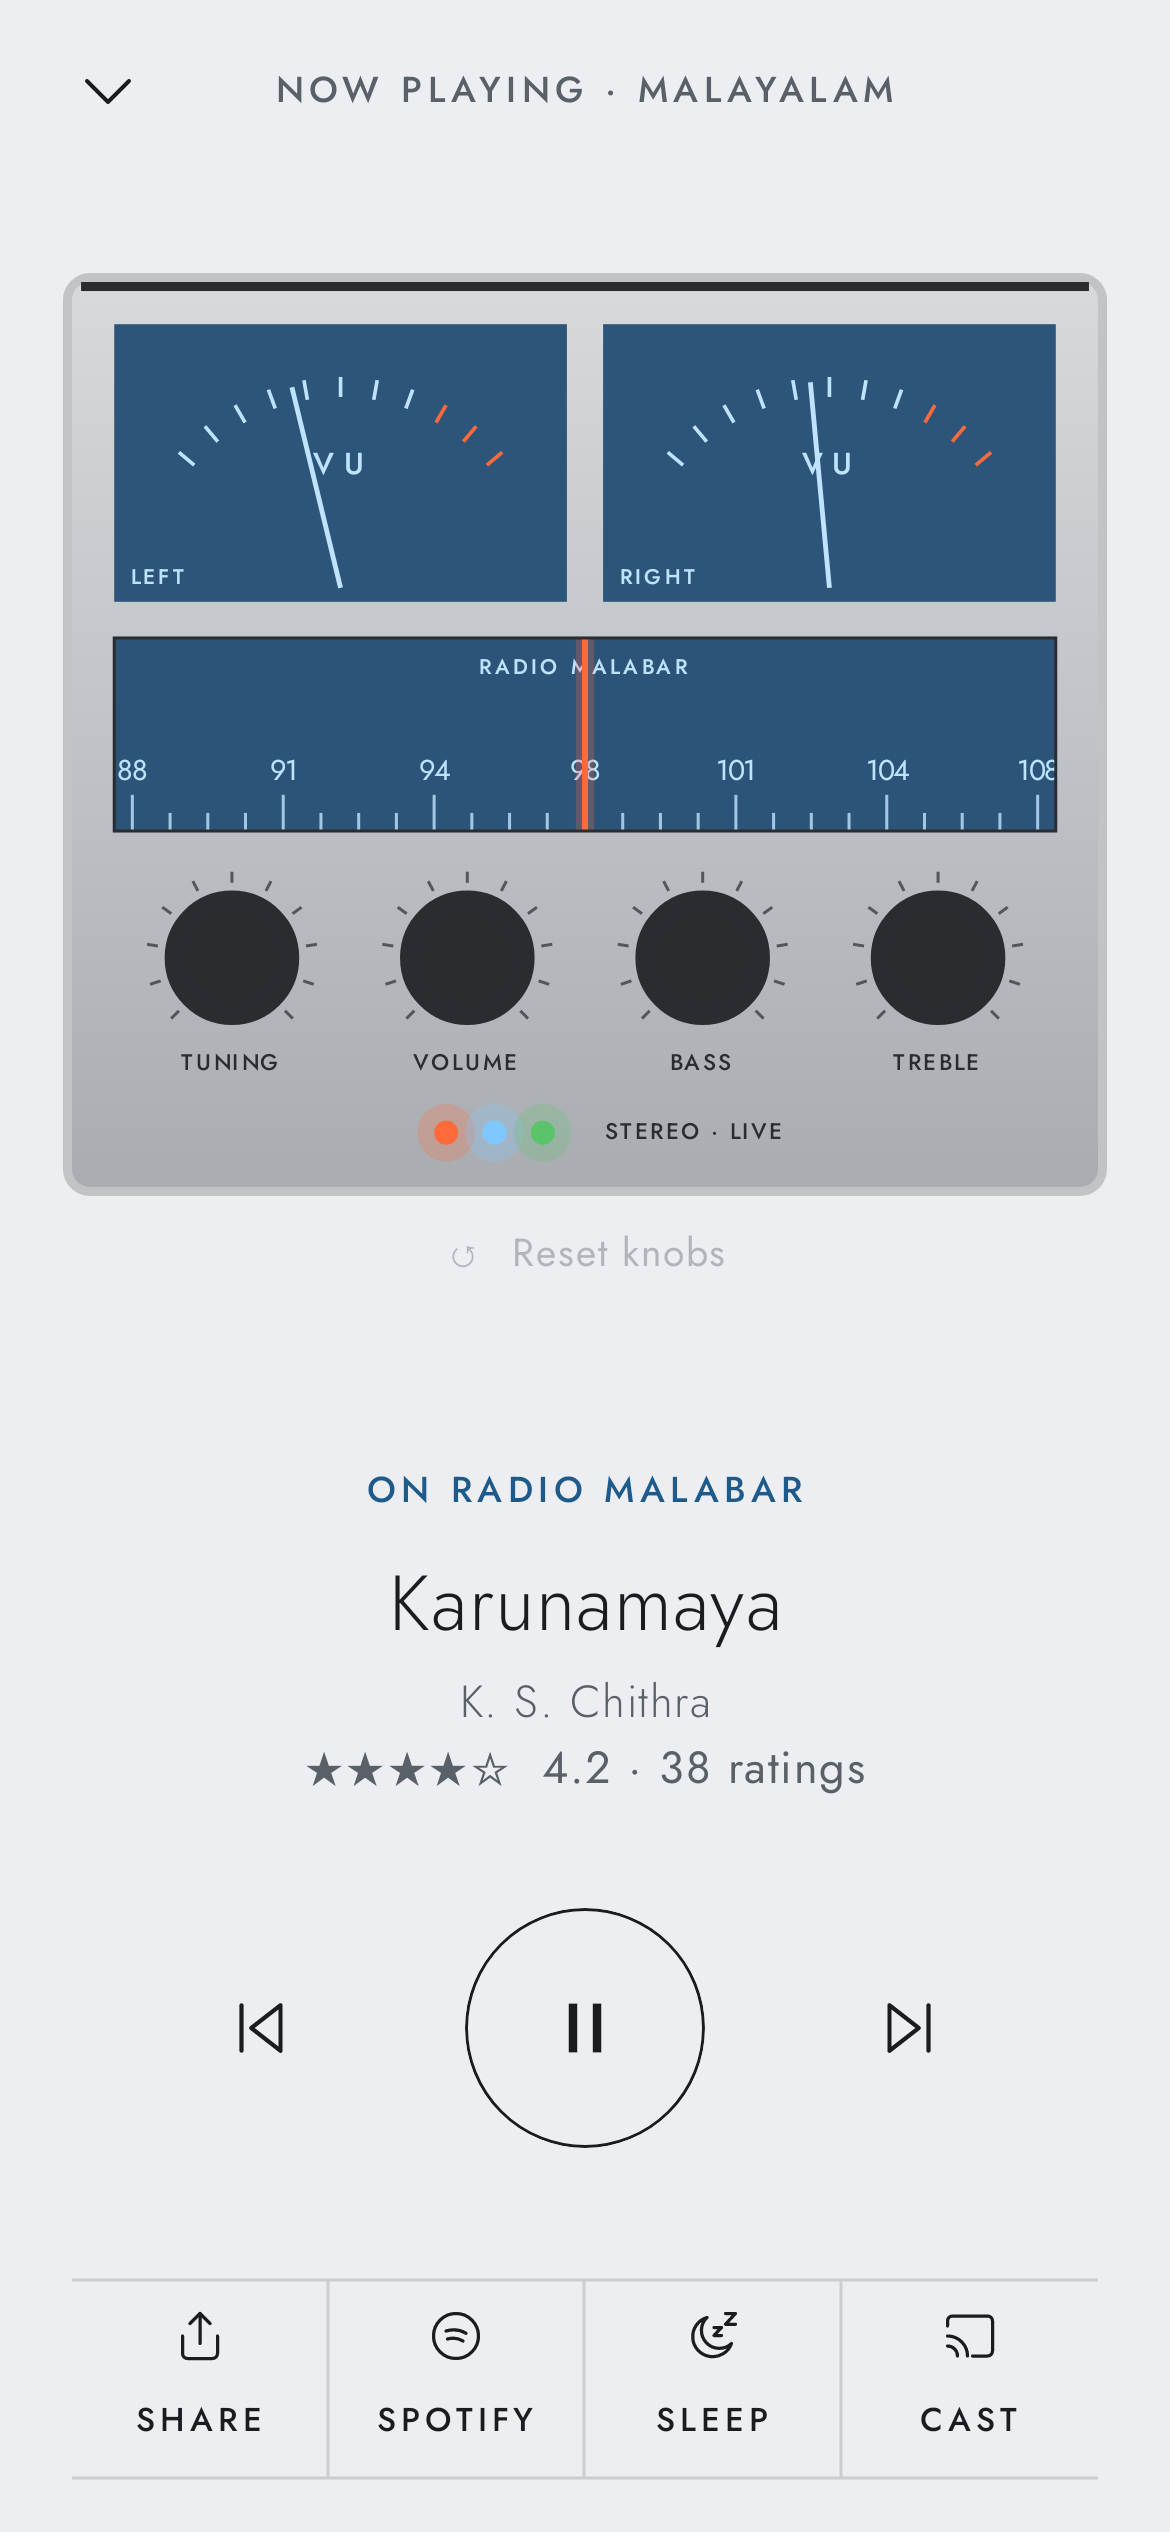 NOW PLAYING · MALAYALAM
VU
VU
LEFT
RIGHT
RADIO MALABAR
88 91 94 98 101 104 108
TUNING
VOLUME
BASS
TREBLE
STEREO · LIVE
Reset knobs
ON RADIO MALABAR
Karunamaya
K. S. Chithra
★★★★☆ 4.2 · 38 ratings
SHARE
SPOTIFY
SLEEP
CAST